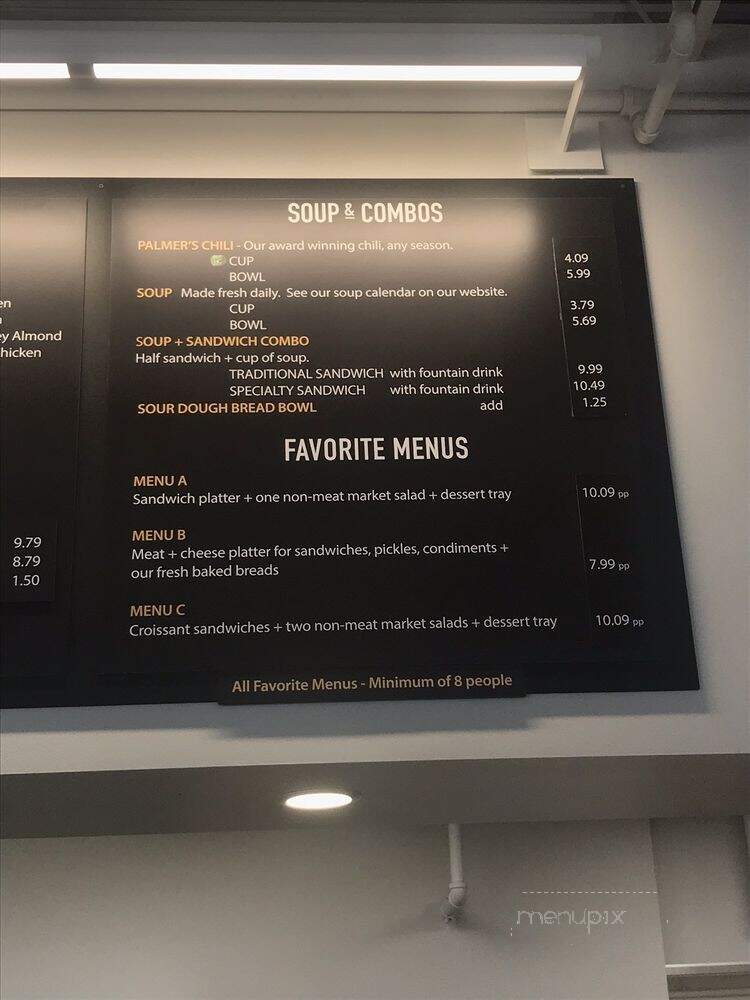 en
ey Almond
hicken
9.79
8.79
1.50
SOUP & COMBOS
PALMER'S CHILI - Our award winning chili, any season.
CUP 4.09
BOWL 5.99
SOUP Made fresh daily. See our soup calendar on our website.
CUP 3.79
BOWL 5.69
SOUP + SANDWICH COMBO
Half sandwich + cup of soup.
TRADITIONAL SANDWICH with fountain drink 9.99
SPECIALTY SANDWICH with fountain drink 10.49
SOUR DOUGH BREAD BOWL add 1.25
FAVORITE MENUS
MENU A
Sandwich platter + one non-meat market salad + dessert tray 10.09 pp
MENU B
Meat + cheese platter for sandwiches, pickles, condiments +
our fresh baked breads 7.99 pp
MENU C
Croissant sandwiches + two non-meat market salads + dessert tray 10.09 pp
All Favorite Menus - Minimum of 8 people
menupix